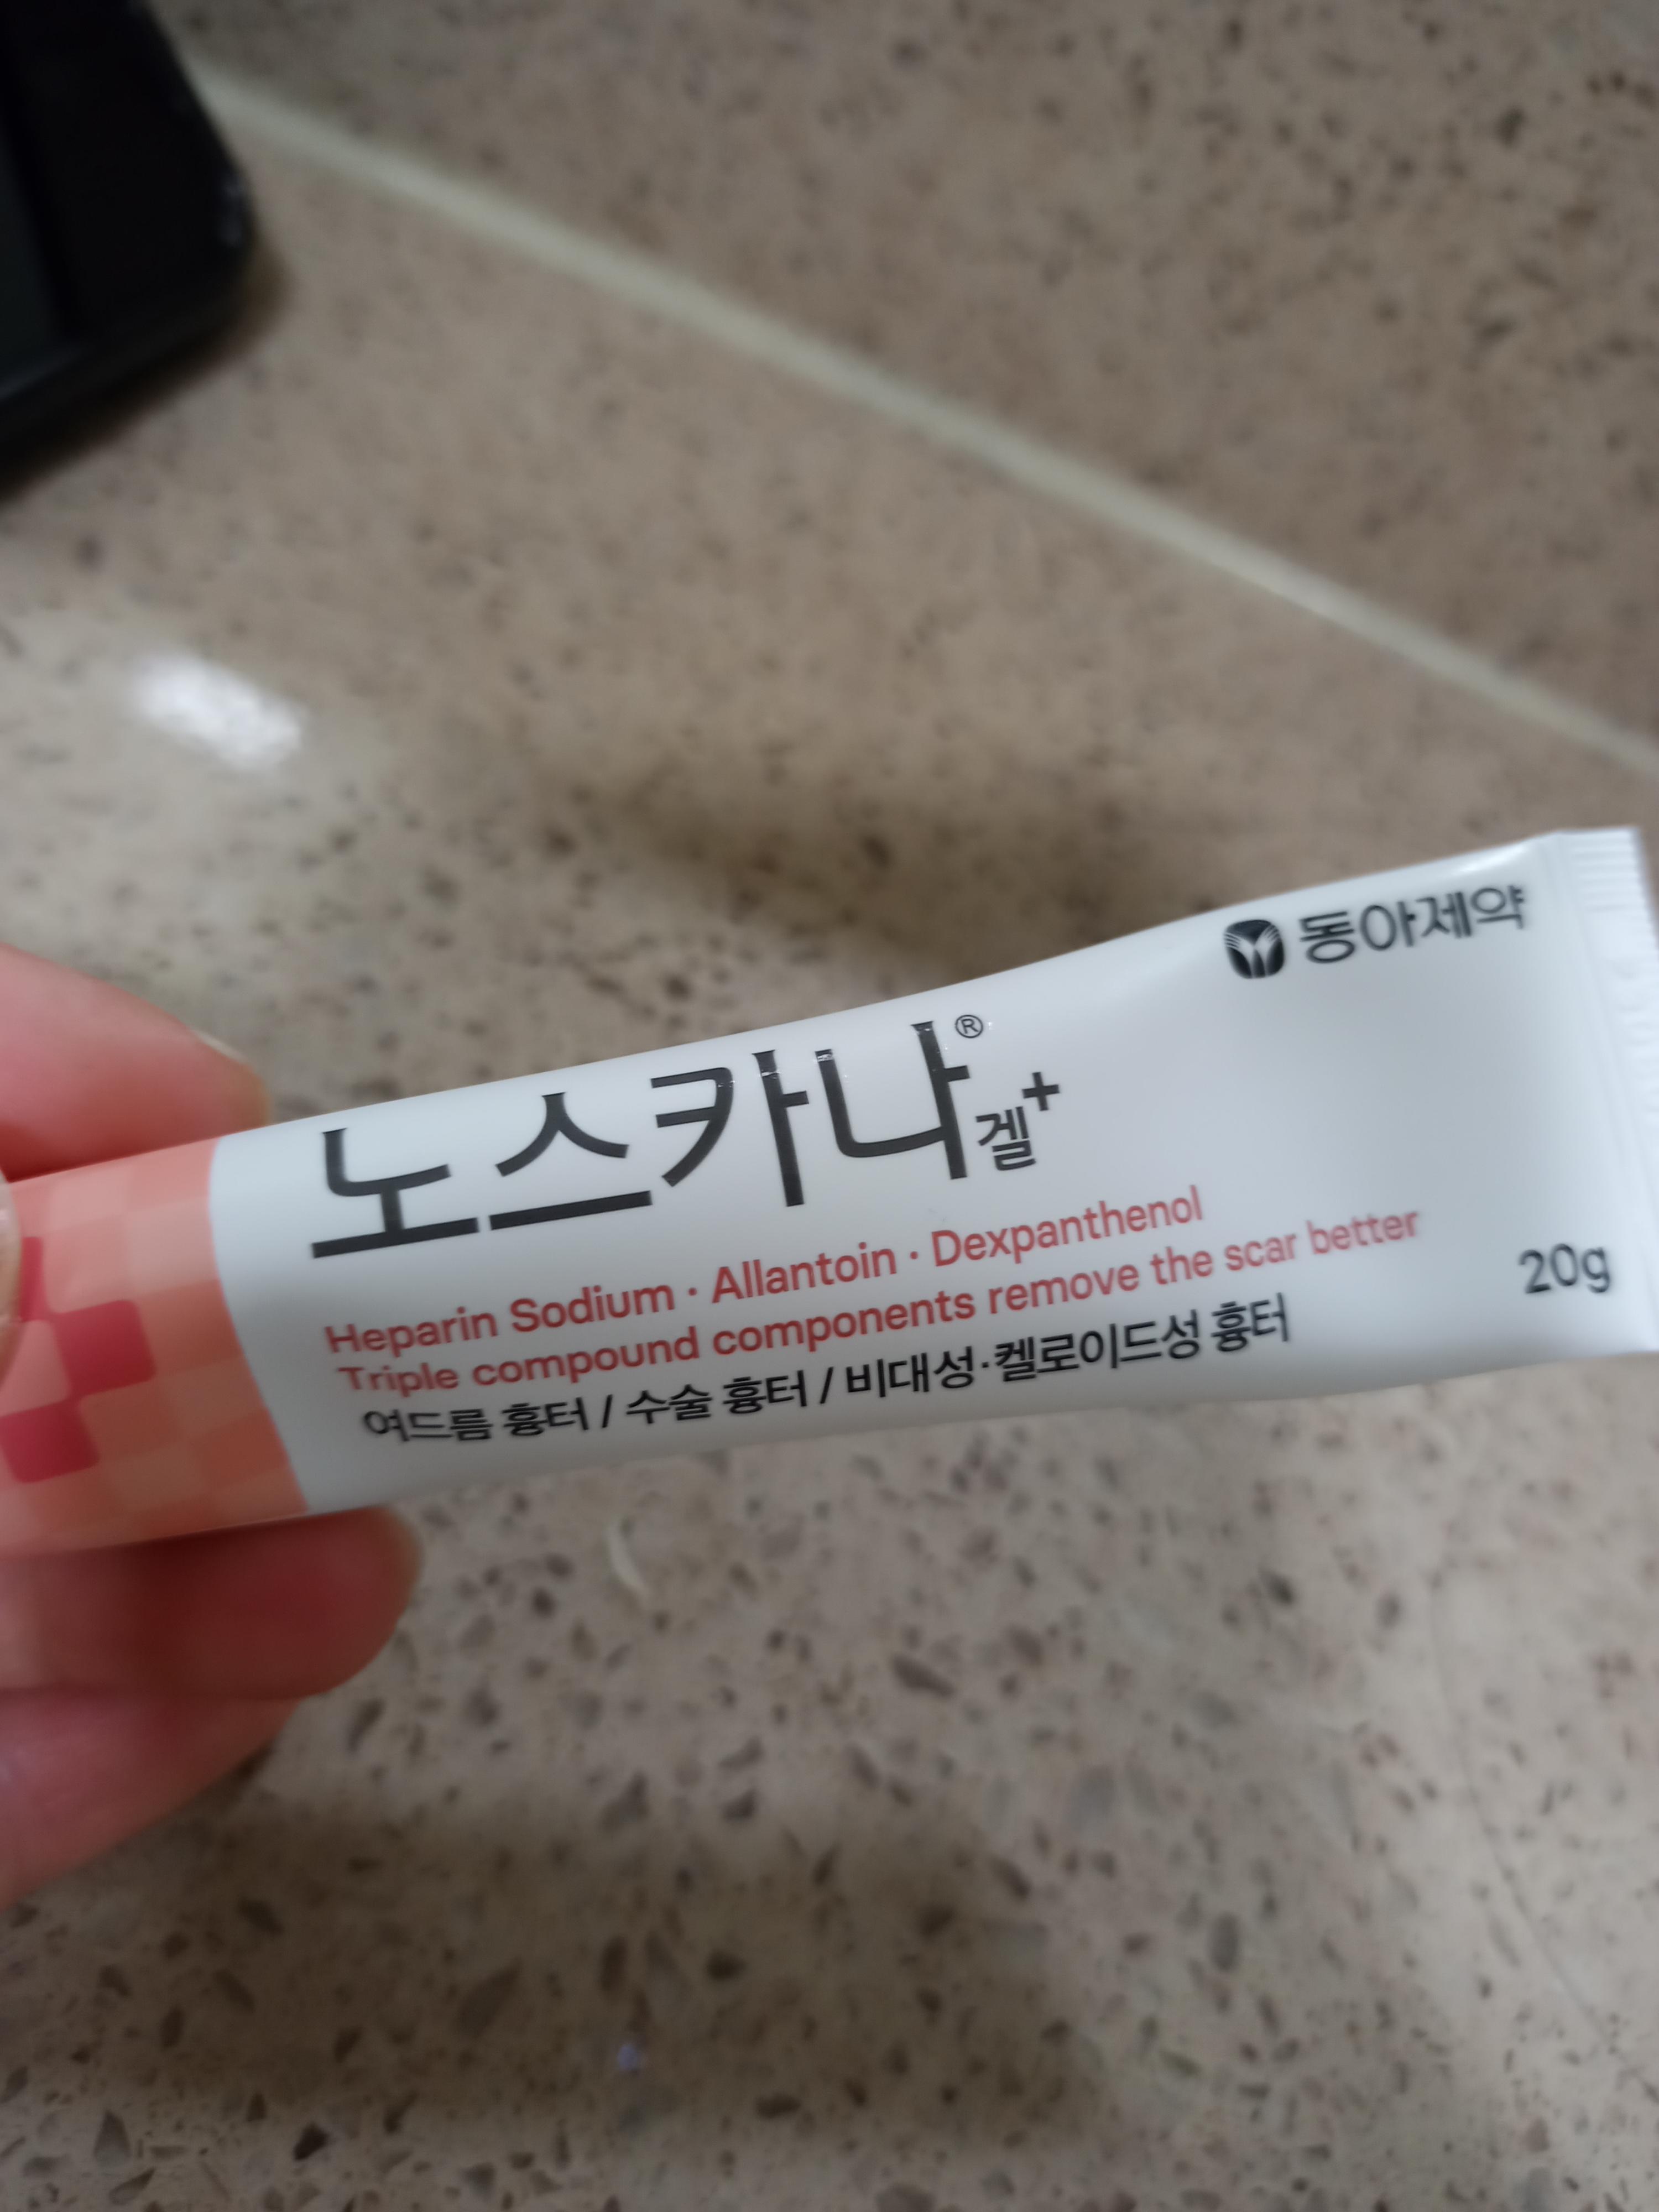 동아제약
노스카나® 겔+
Heparin Sodium · Allantoin · Dexpanthenol
Triple compound components remove the scar better
여드름 흉터 / 수술 흉터 / 비대성·켈로이드성 흉터
20g